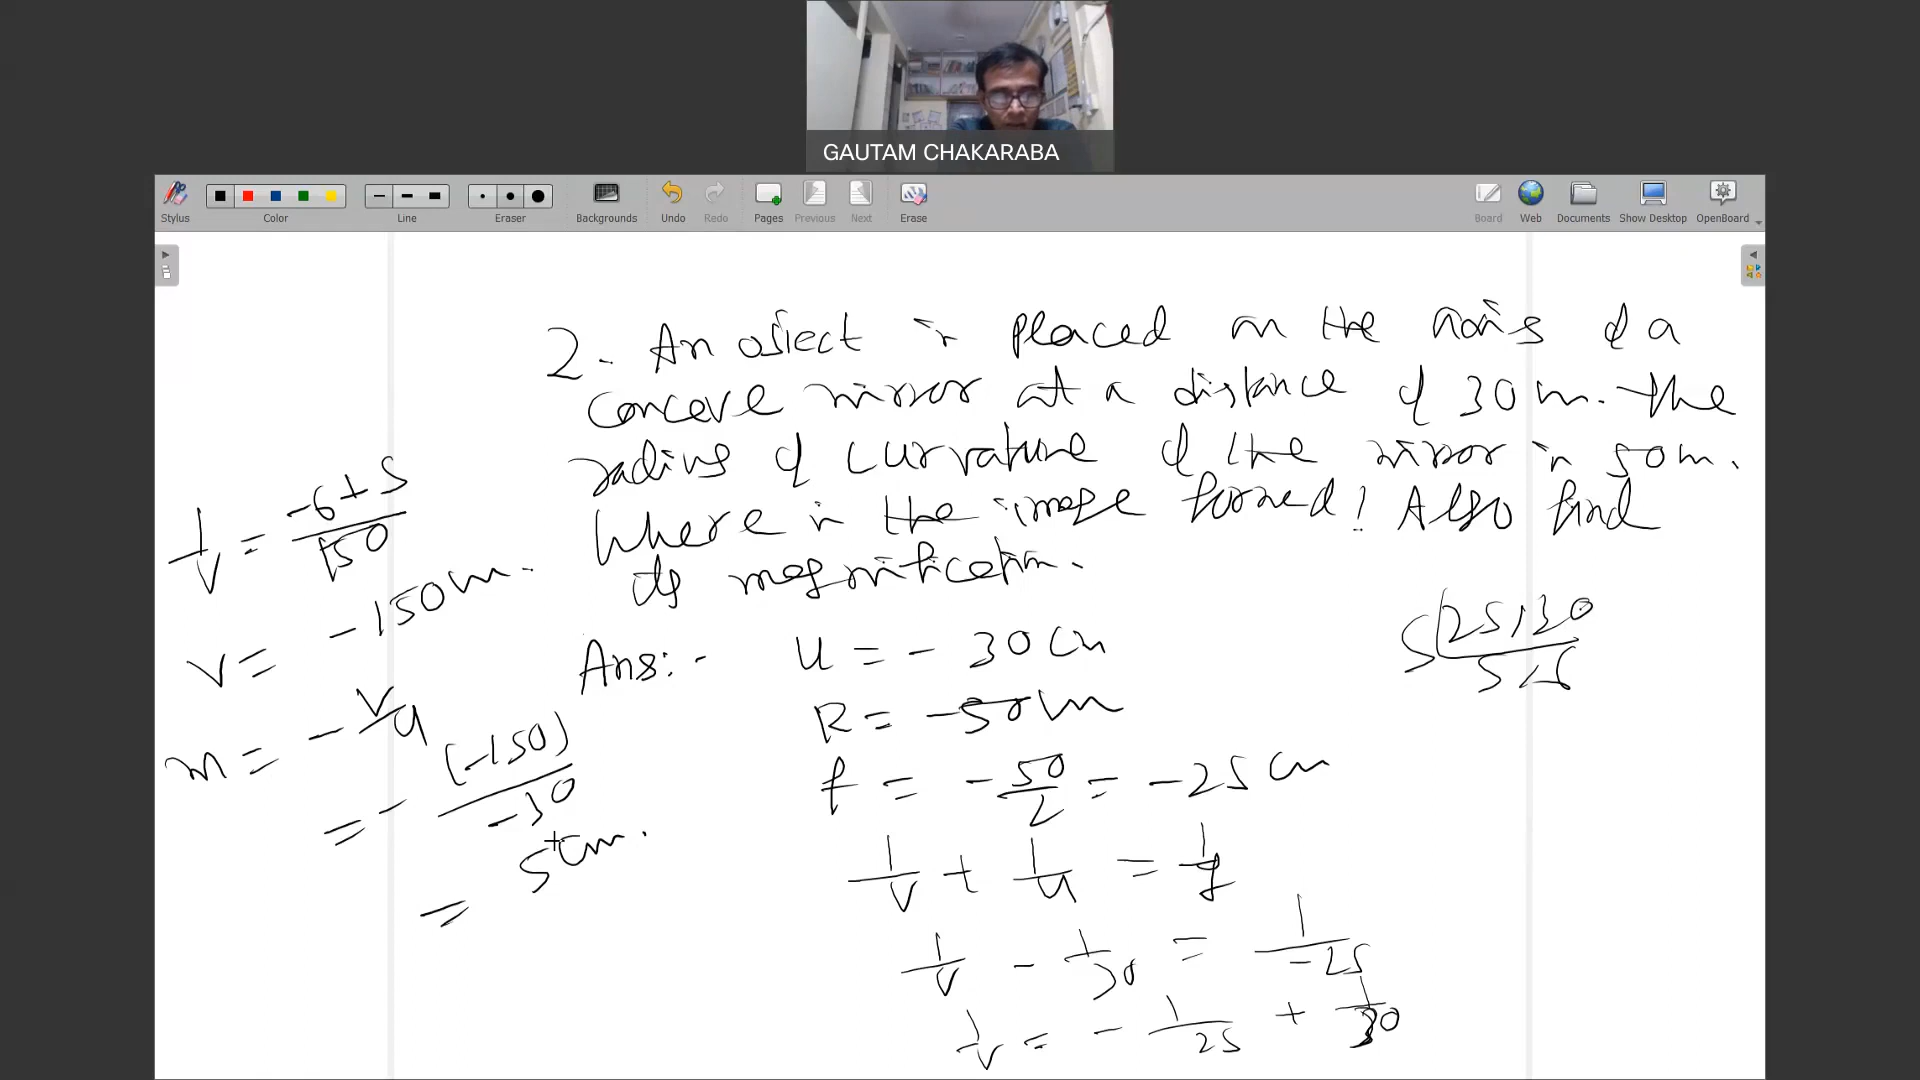 GAUTAM CHAKARABA
Stylus Color Line Eraser Backgrounds Undo Redo Pages Previous Next Erase Board Web Documents Show Desktop OpenBoard
2. An object is placed on the axis of a
concave mirror at a distance of 30 cm. The
radius of curvature of the mirror is 50 cm.
Where is the image formed? Also find
its magnification.
Ans:- u = - 30 cm
R = -50 cm
f = -50/2 = -25 cm
1/v + 1/u = 1/f
1/v - 1/30 = 1/-25
1/v = - 1/25 + 1/30
5 | 25, 30
5, 6
1/v = -6+5/150
v = -150 cm.
m = - v/u
= - (-150)/-30
= 5 cm.